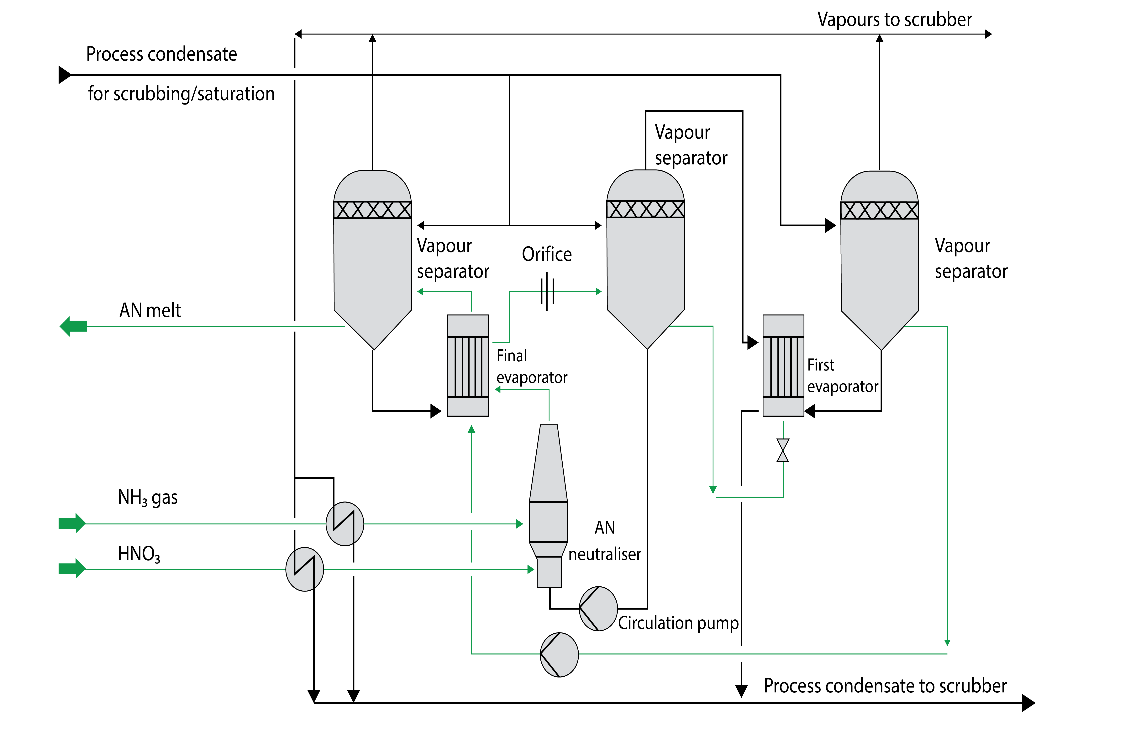 Vapours to scrubber
Process condensate
for scrubbing/saturation
Vapour
separator
Vapour
separator
Orifice
Vapour
separator
AN melt
Final
evaporator
First
evaporator
NH₃ gas
AN
neutraliser
HNO₃
Circulation pump
Process condensate to scrubber